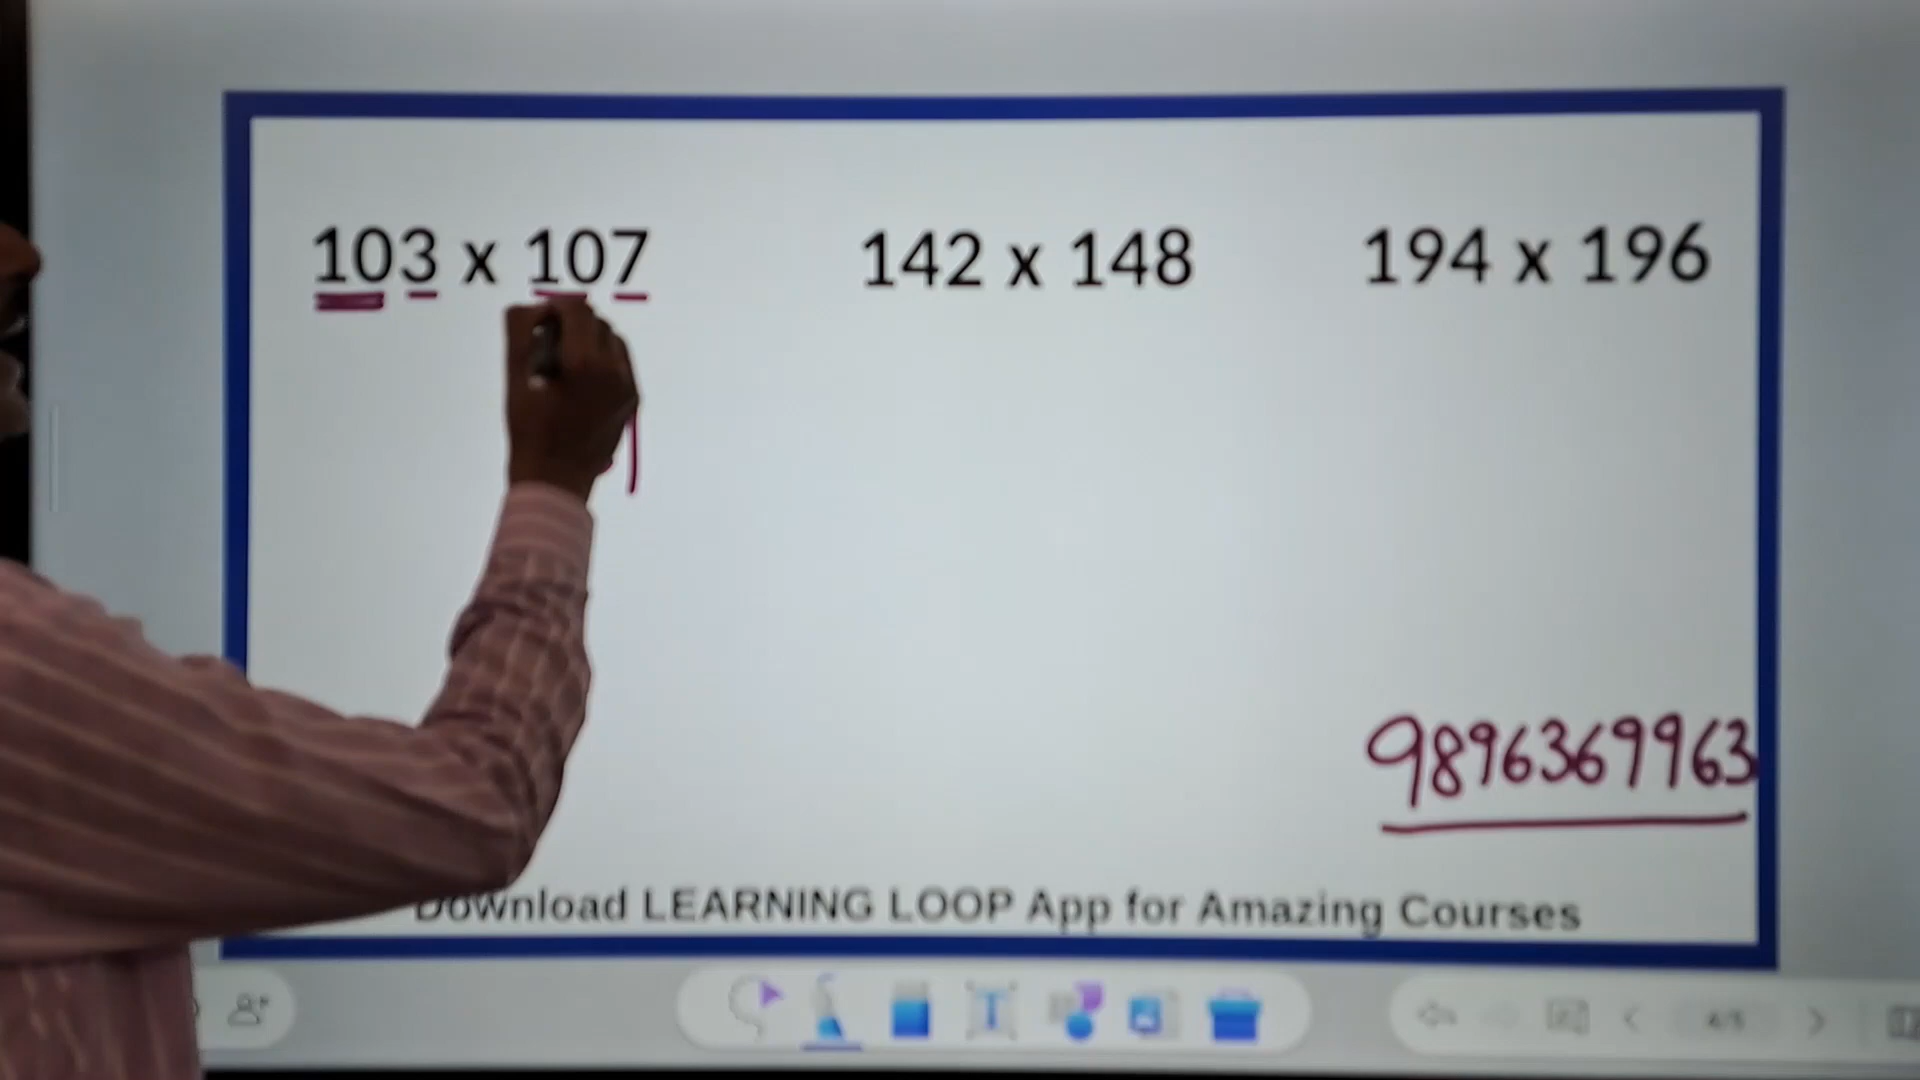 103 x 107
142 x 148
194 x 196
9896369963
Download LEARNING LOOP App for Amazing Courses